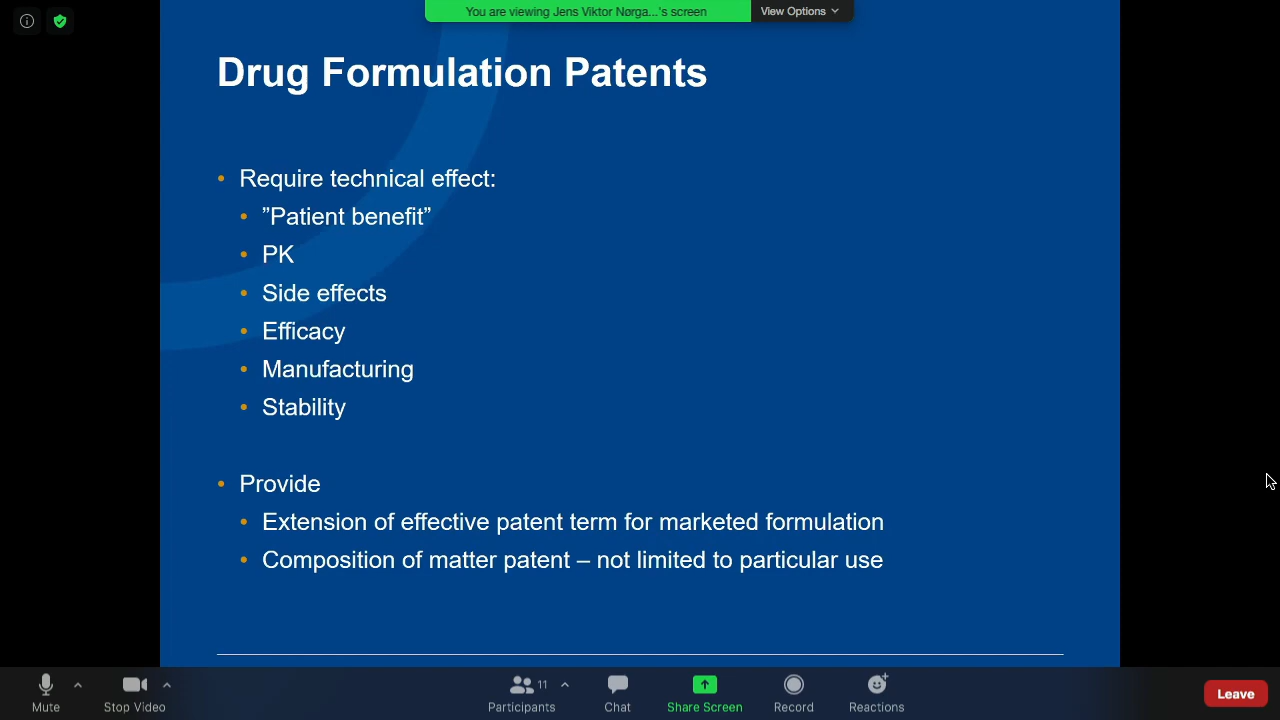 You are viewing Jens Viktor Nørga...'s screen
View Options
Drug Formulation Patents
• Require technical effect:
• ”Patient benefit”
• PK
• Side effects
• Efficacy
• Manufacturing
• Stability
• Provide
• Extension of effective patent term for marketed formulation
• Composition of matter patent – not limited to particular use
Mute
Stop Video
Participants
11
Chat
Share Screen
Record
Reactions
Leave